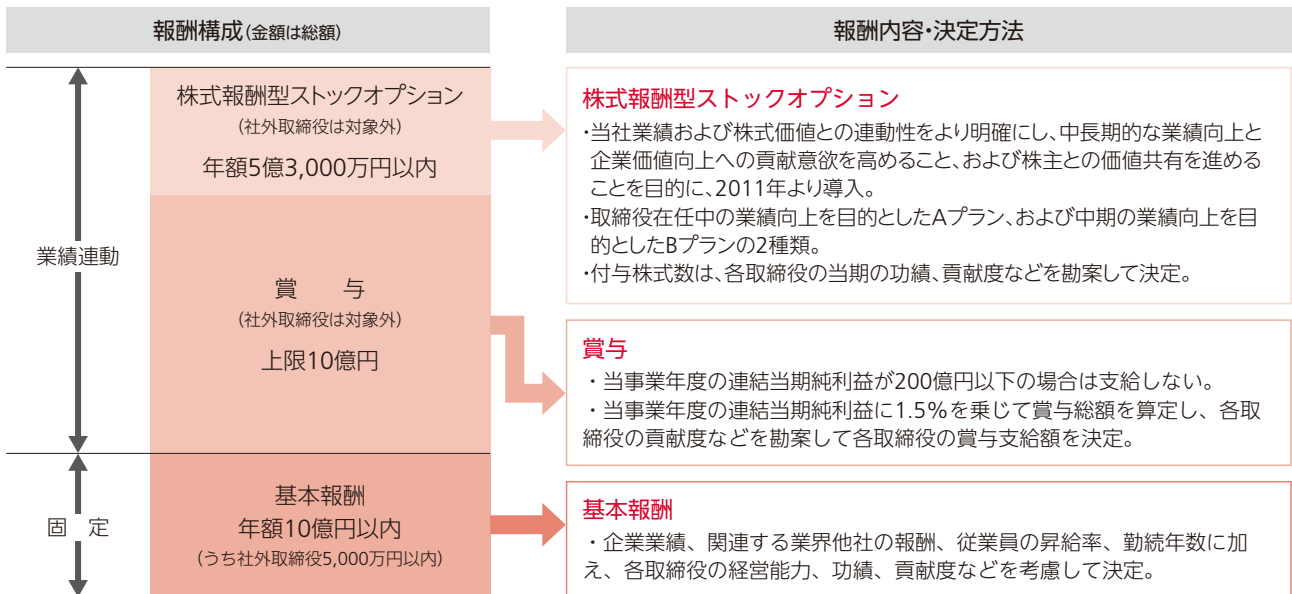 報酬構成(金額は総額)
業績連動
固 定
株式報酬型ストックオプション
(社外取締役は対象外)
年額5億3,000万円以内
賞 与
(社外取締役は対象外)
上限10億円
基本報酬
年額10億円以内
(うち社外取締役5,000万円以内)
報酬内容・決定方法
株式報酬型ストックオプション
・当社業績および株式価値との連動性をより明確にし、中長期的な業績向上と
企業価値向上への貢献意欲を高めること、および株主との価値共有を進める
ことを目的に、2011年より導入。
・取締役在任中の業績向上を目的としたAプラン、および中期の業績向上を目
的としたBプランの2種類。
・付与株式数は、各取締役の当期の功績、貢献度などを勘案して決定。
賞与
・当事業年度の連結当期純利益が200億円以下の場合は支給しない。
・当事業年度の連結当期純利益に1.5%を乗じて賞与総額を算定し、各取
締役の貢献度などを勘案して各取締役の賞与支給額を決定。
基本報酬
・企業業績、関連する業界他社の報酬、従業員の昇給率、勤続年数に加
え、各取締役の経営能力、功績、貢献度などを考慮して決定。